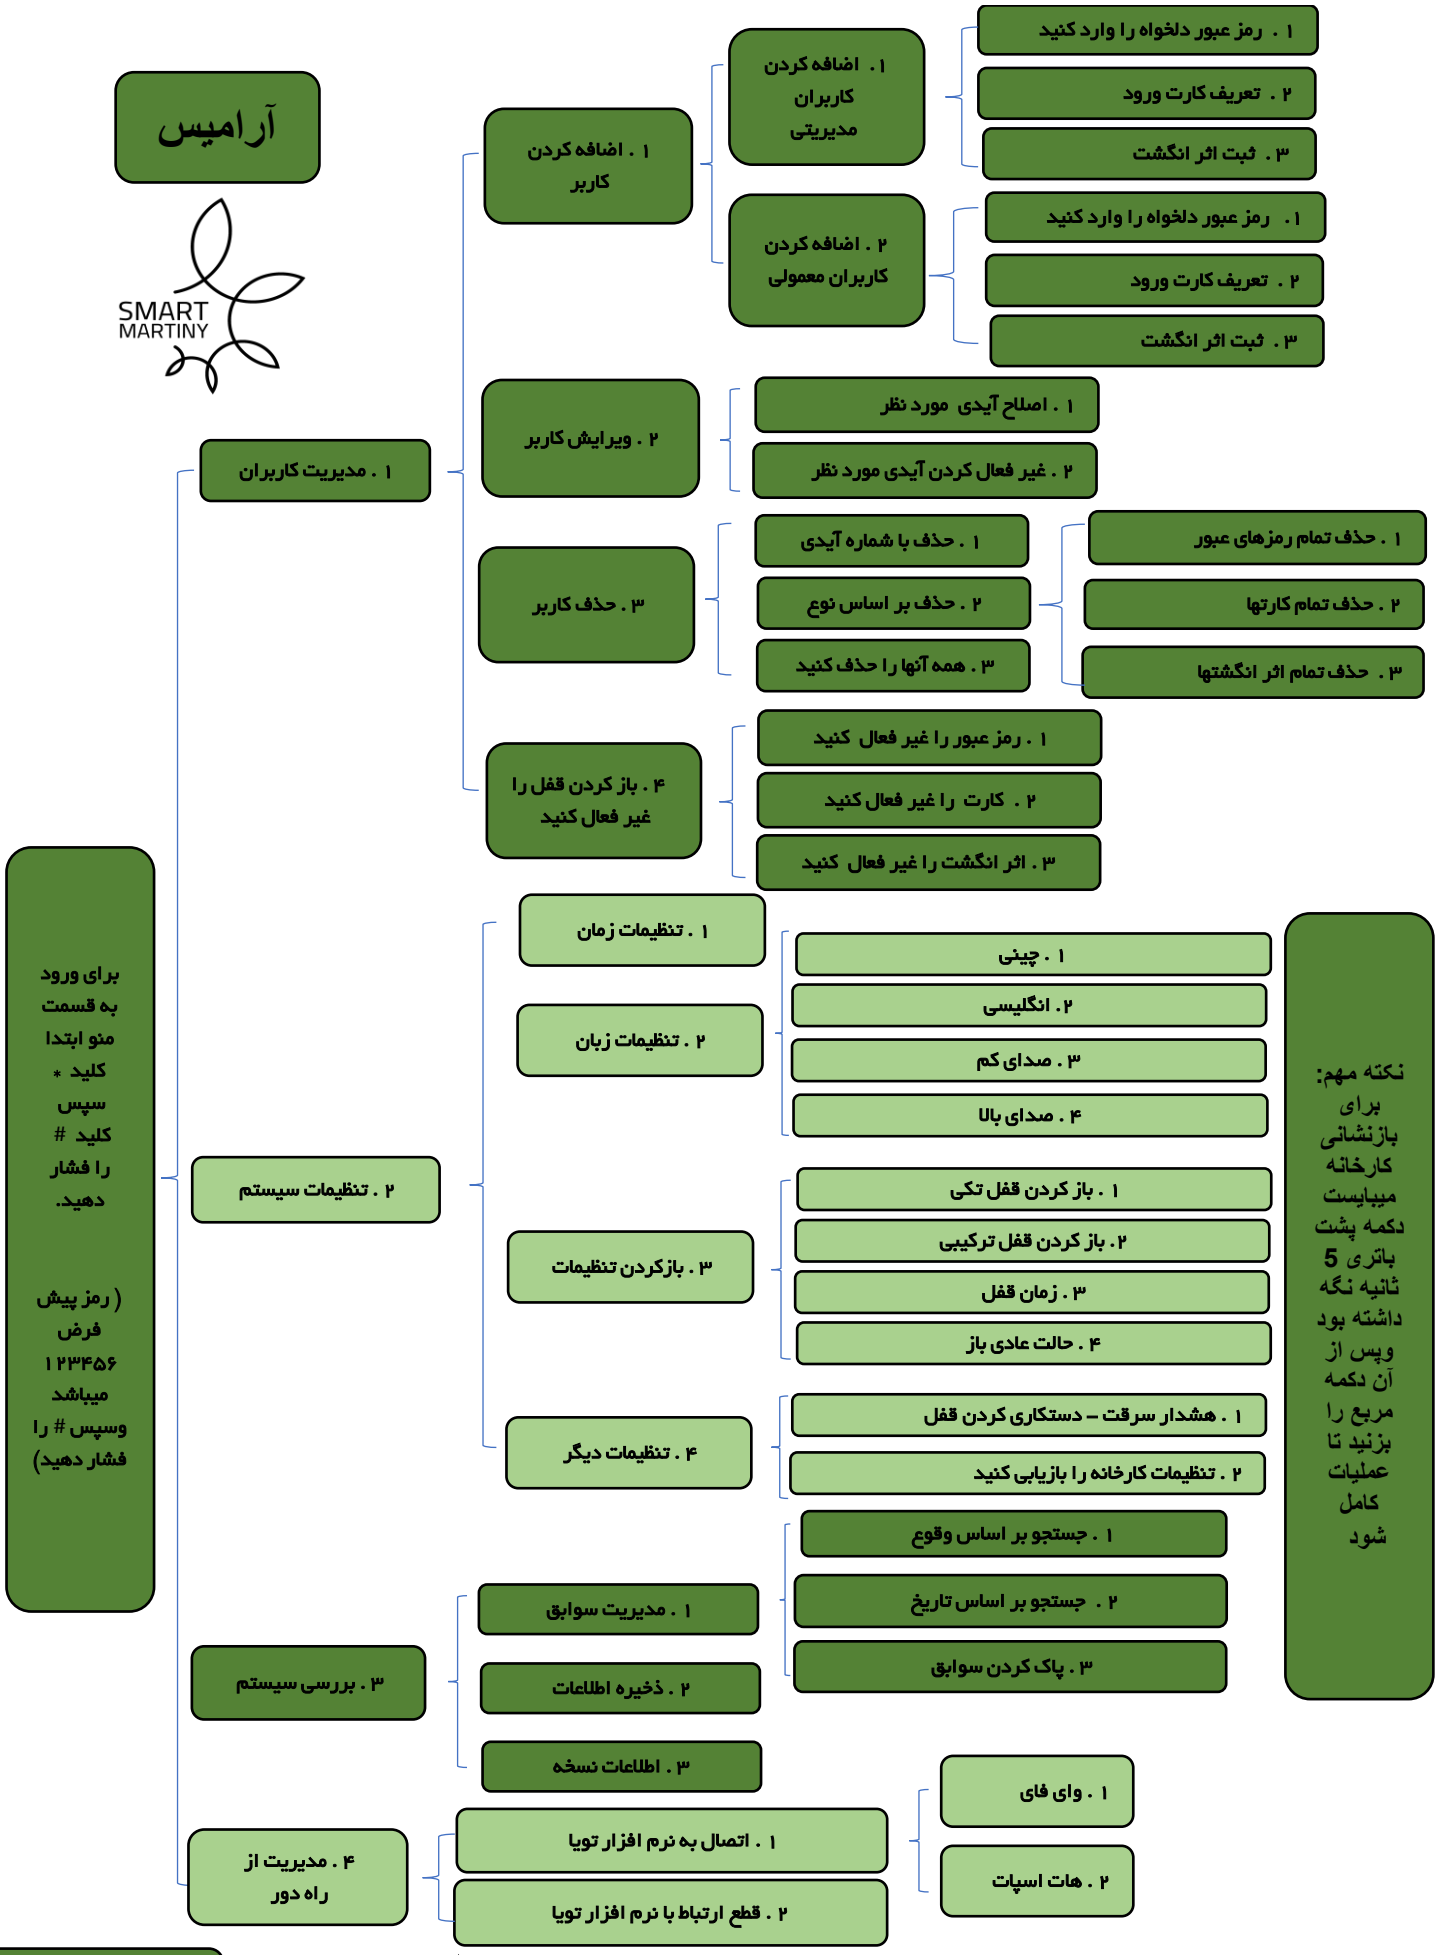 آرامیس
SMART
MARTINY
برای ورود
به قسمت
منو ابتدا
کلید *
سپس
کلید #
را فشار
دهید.
( رمز پیش
فرض
۱۲۳۴۵۶
میباشد
وسپس # را
فشار دهید)
۱ . مدیریت کاربران
۱ . اضافه کردن
کاربر
۱ . اضافه کردن
کاربران
مدیریتی
۱ . رمز عبور دلخواه را وارد کنید
۲ . تعریف کارت ورود
۳ . ثبت اثر انگشت
۲ . اضافه کردن
کاربران معمولی
۱ . رمز عبور دلخواه را وارد کنید
۲ . تعریف کارت ورود
۳ . ثبت اثر انگشت
۲ . ویرایش کاربر
۱ . اصلاح آیدی مورد نظر
۲ . غیر فعال کردن آیدی مورد نظر
۳ . حذف کاربر
۱ . حذف با شماره آیدی
۲ . حذف بر اساس نوع
۱ . حذف تمام رمزهای عبور
۲ . حذف تمام کارتها
۳ . حذف تمام اثر انگشتها
۳ . همه آنها را حذف کنید
۴ . باز کردن قفل را
غیر فعال کنید
۱ . رمز عبور را غیر فعال کنید
۲ . کارت را غیر فعال کنید
۳ . اثر انگشت را غیر فعال کنید
۲ . تنظیمات سیستم
۱ . تنظیمات زمان
۲ . تنظیمات زبان
۱ . چینی
۲. انگلیسی
۳ . صدای کم
۴ . صدای بالا
۳ . بازکردن تنظیمات
۱ . باز کردن قفل تکی
۲. باز کردن قفل ترکیبی
۳ . زمان قفل
۴ . حالت عادی باز
۴ . تنظیمات دیگر
۱ . هشدار سرقت – دستکاری کردن قفل
۲ . تنظیمات کارخانه را بازیابی کنید
۳ . بررسی سیستم
۱ . مدیریت سوابق
۱ . جستجو بر اساس وقوع
۲ . جستجو بر اساس تاریخ
۳ . پاک کردن سوابق
۲ . ذخیره اطلاعات
۳ . اطلاعات نسخه
۴ . مدیریت از
راه دور
۱ . اتصال به نرم افزار تویا
۱ . وای فای
۲ . هات اسپات
۲ . قطع ارتباط با نرم افزار تویا
نکته مهم:
برای
بازنشانی
کارخانه
میبایست
دکمه پشت
باتری 5
ثانیه نگه
داشته بود
وپس از
آن دکمه
مربع را
بزنید تا
عملیات
کامل
شود